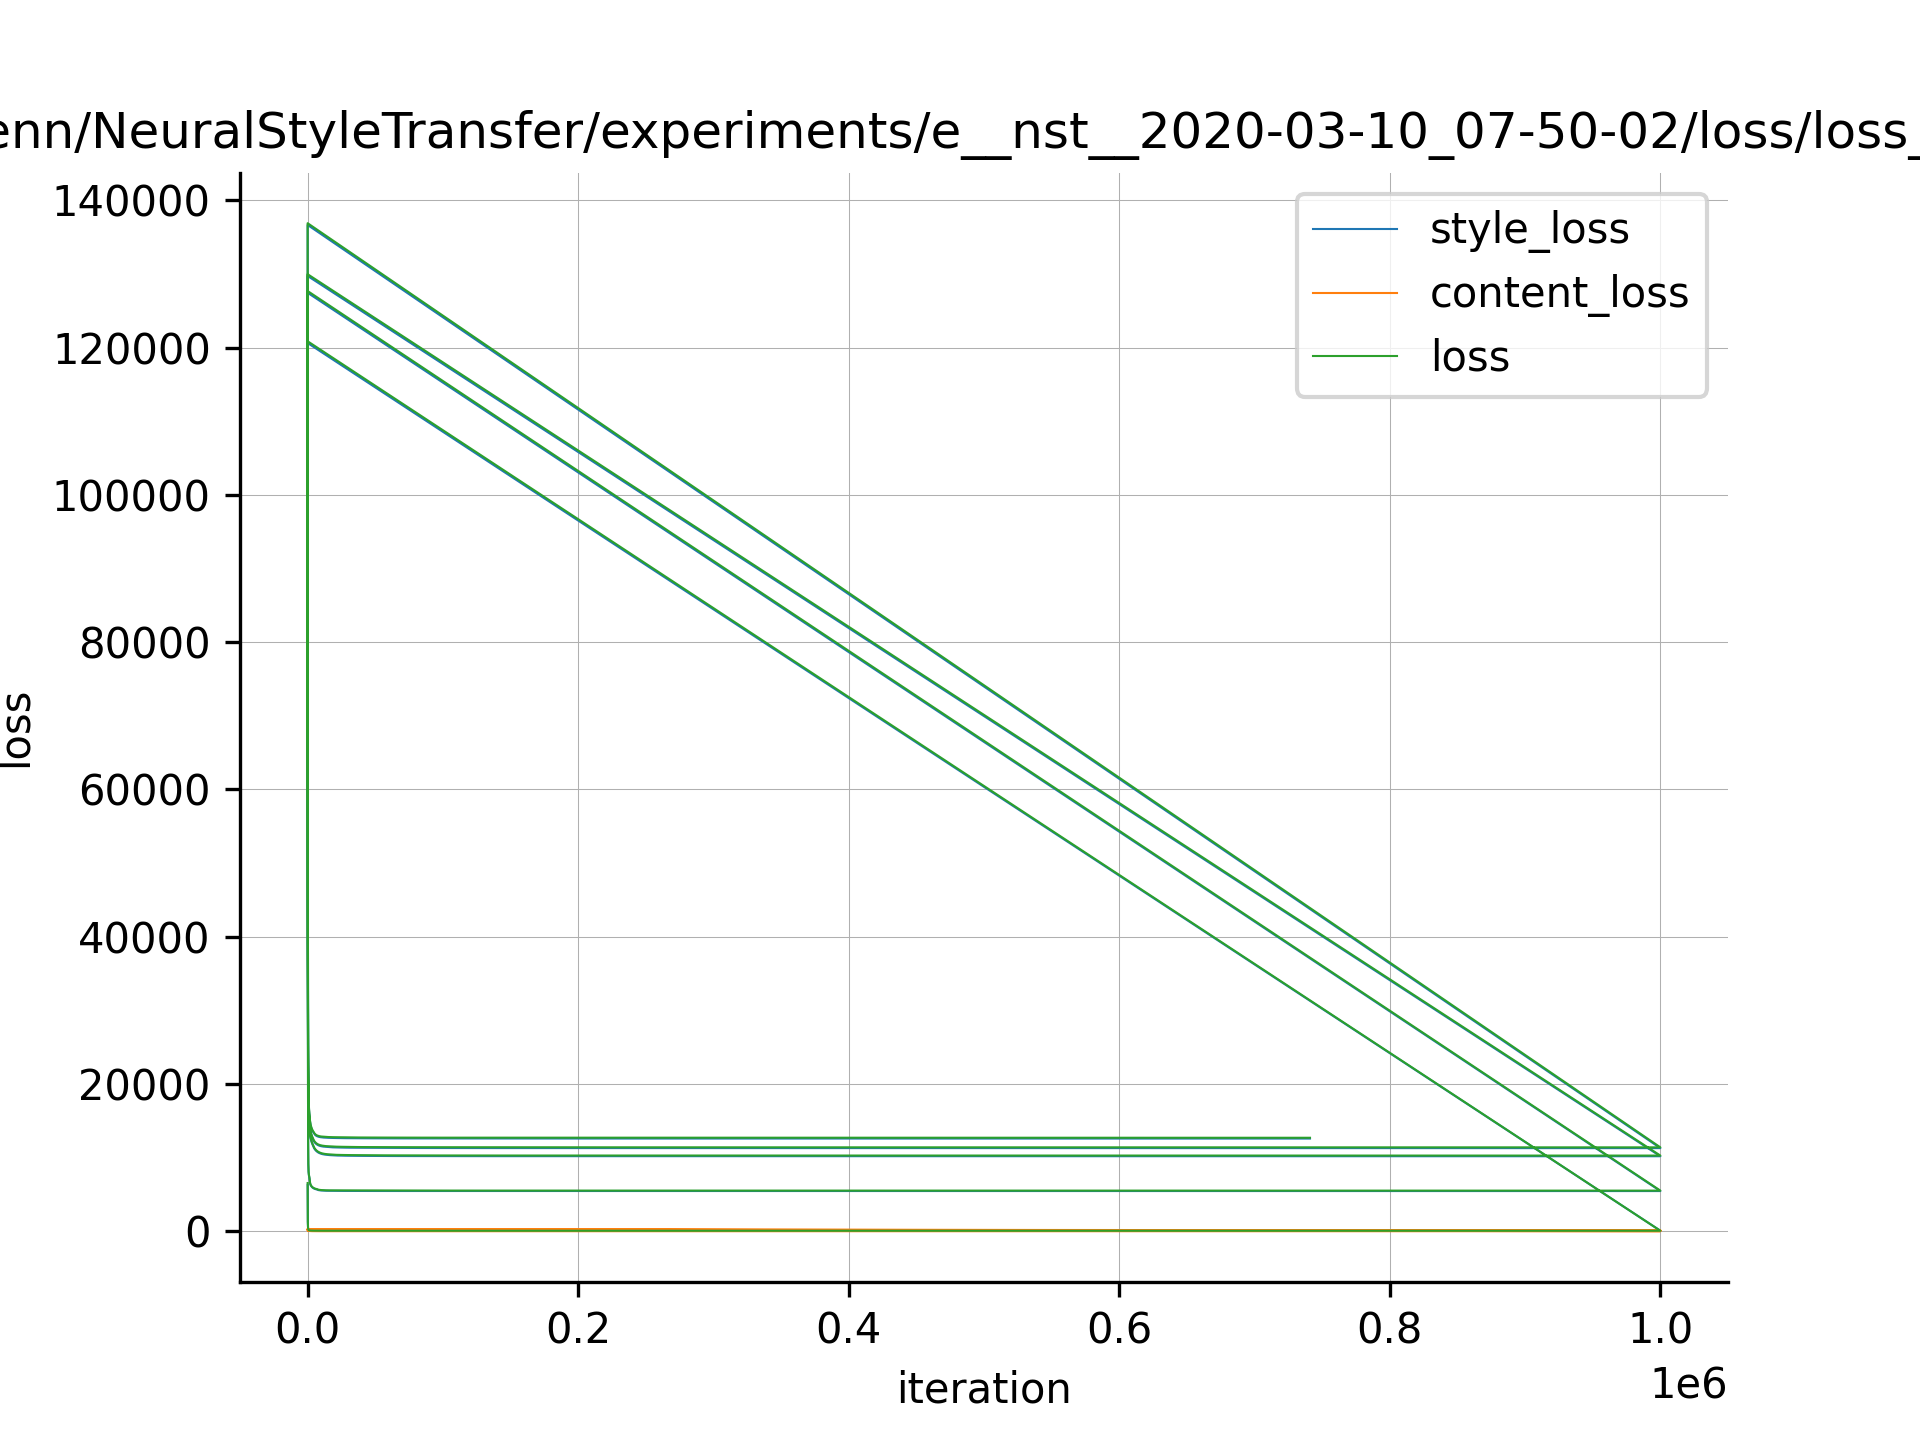 enn/NeuralStyleTransfer/experiments/e__nst__2020-03-10_07-50-02/loss/loss_
140000
120000
100000
80000
60000
40000
20000
0
loss
style_loss
content_loss
loss
0.0 0.2 0.4 0.6 0.8 1.0
1e6
iteration